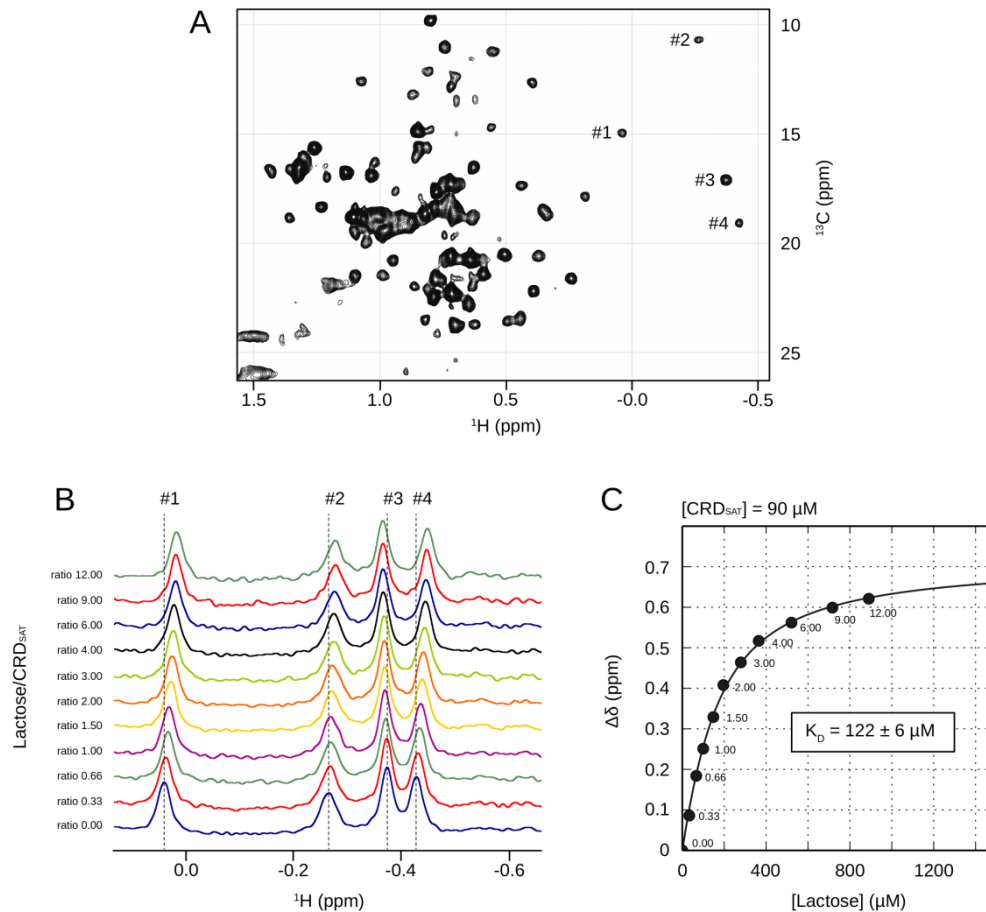 A
10
#2
#1
15
#3
#4
20
25
¹³C (ppm)
1.5
1.0
0.5
-0.0
-0.5
¹H (ppm)
B
#1
#2
#3
#4
ratio 12.00
ratio 9.00
ratio 6.00
ratio 4.00
ratio 3.00
ratio 2.00
ratio 1.50
ratio 1.00
ratio 0.66
ratio 0.33
ratio 0.00
Lactose/CRDSAT
0.0
-0.2
-0.4
-0.6
¹H (ppm)
C
[CRDSAT] = 90 µM
0.7
0.6
0.5
0.4
0.3
0.2
0.1
0
Δδ (ppm)
12.00
9.00
6.00
4.00
3.00
2.00
1.50
1.00
0.66
0.33
0.00
KD = 122 ± 6 µM
0
400
800
1200
[Lactose] (µM)